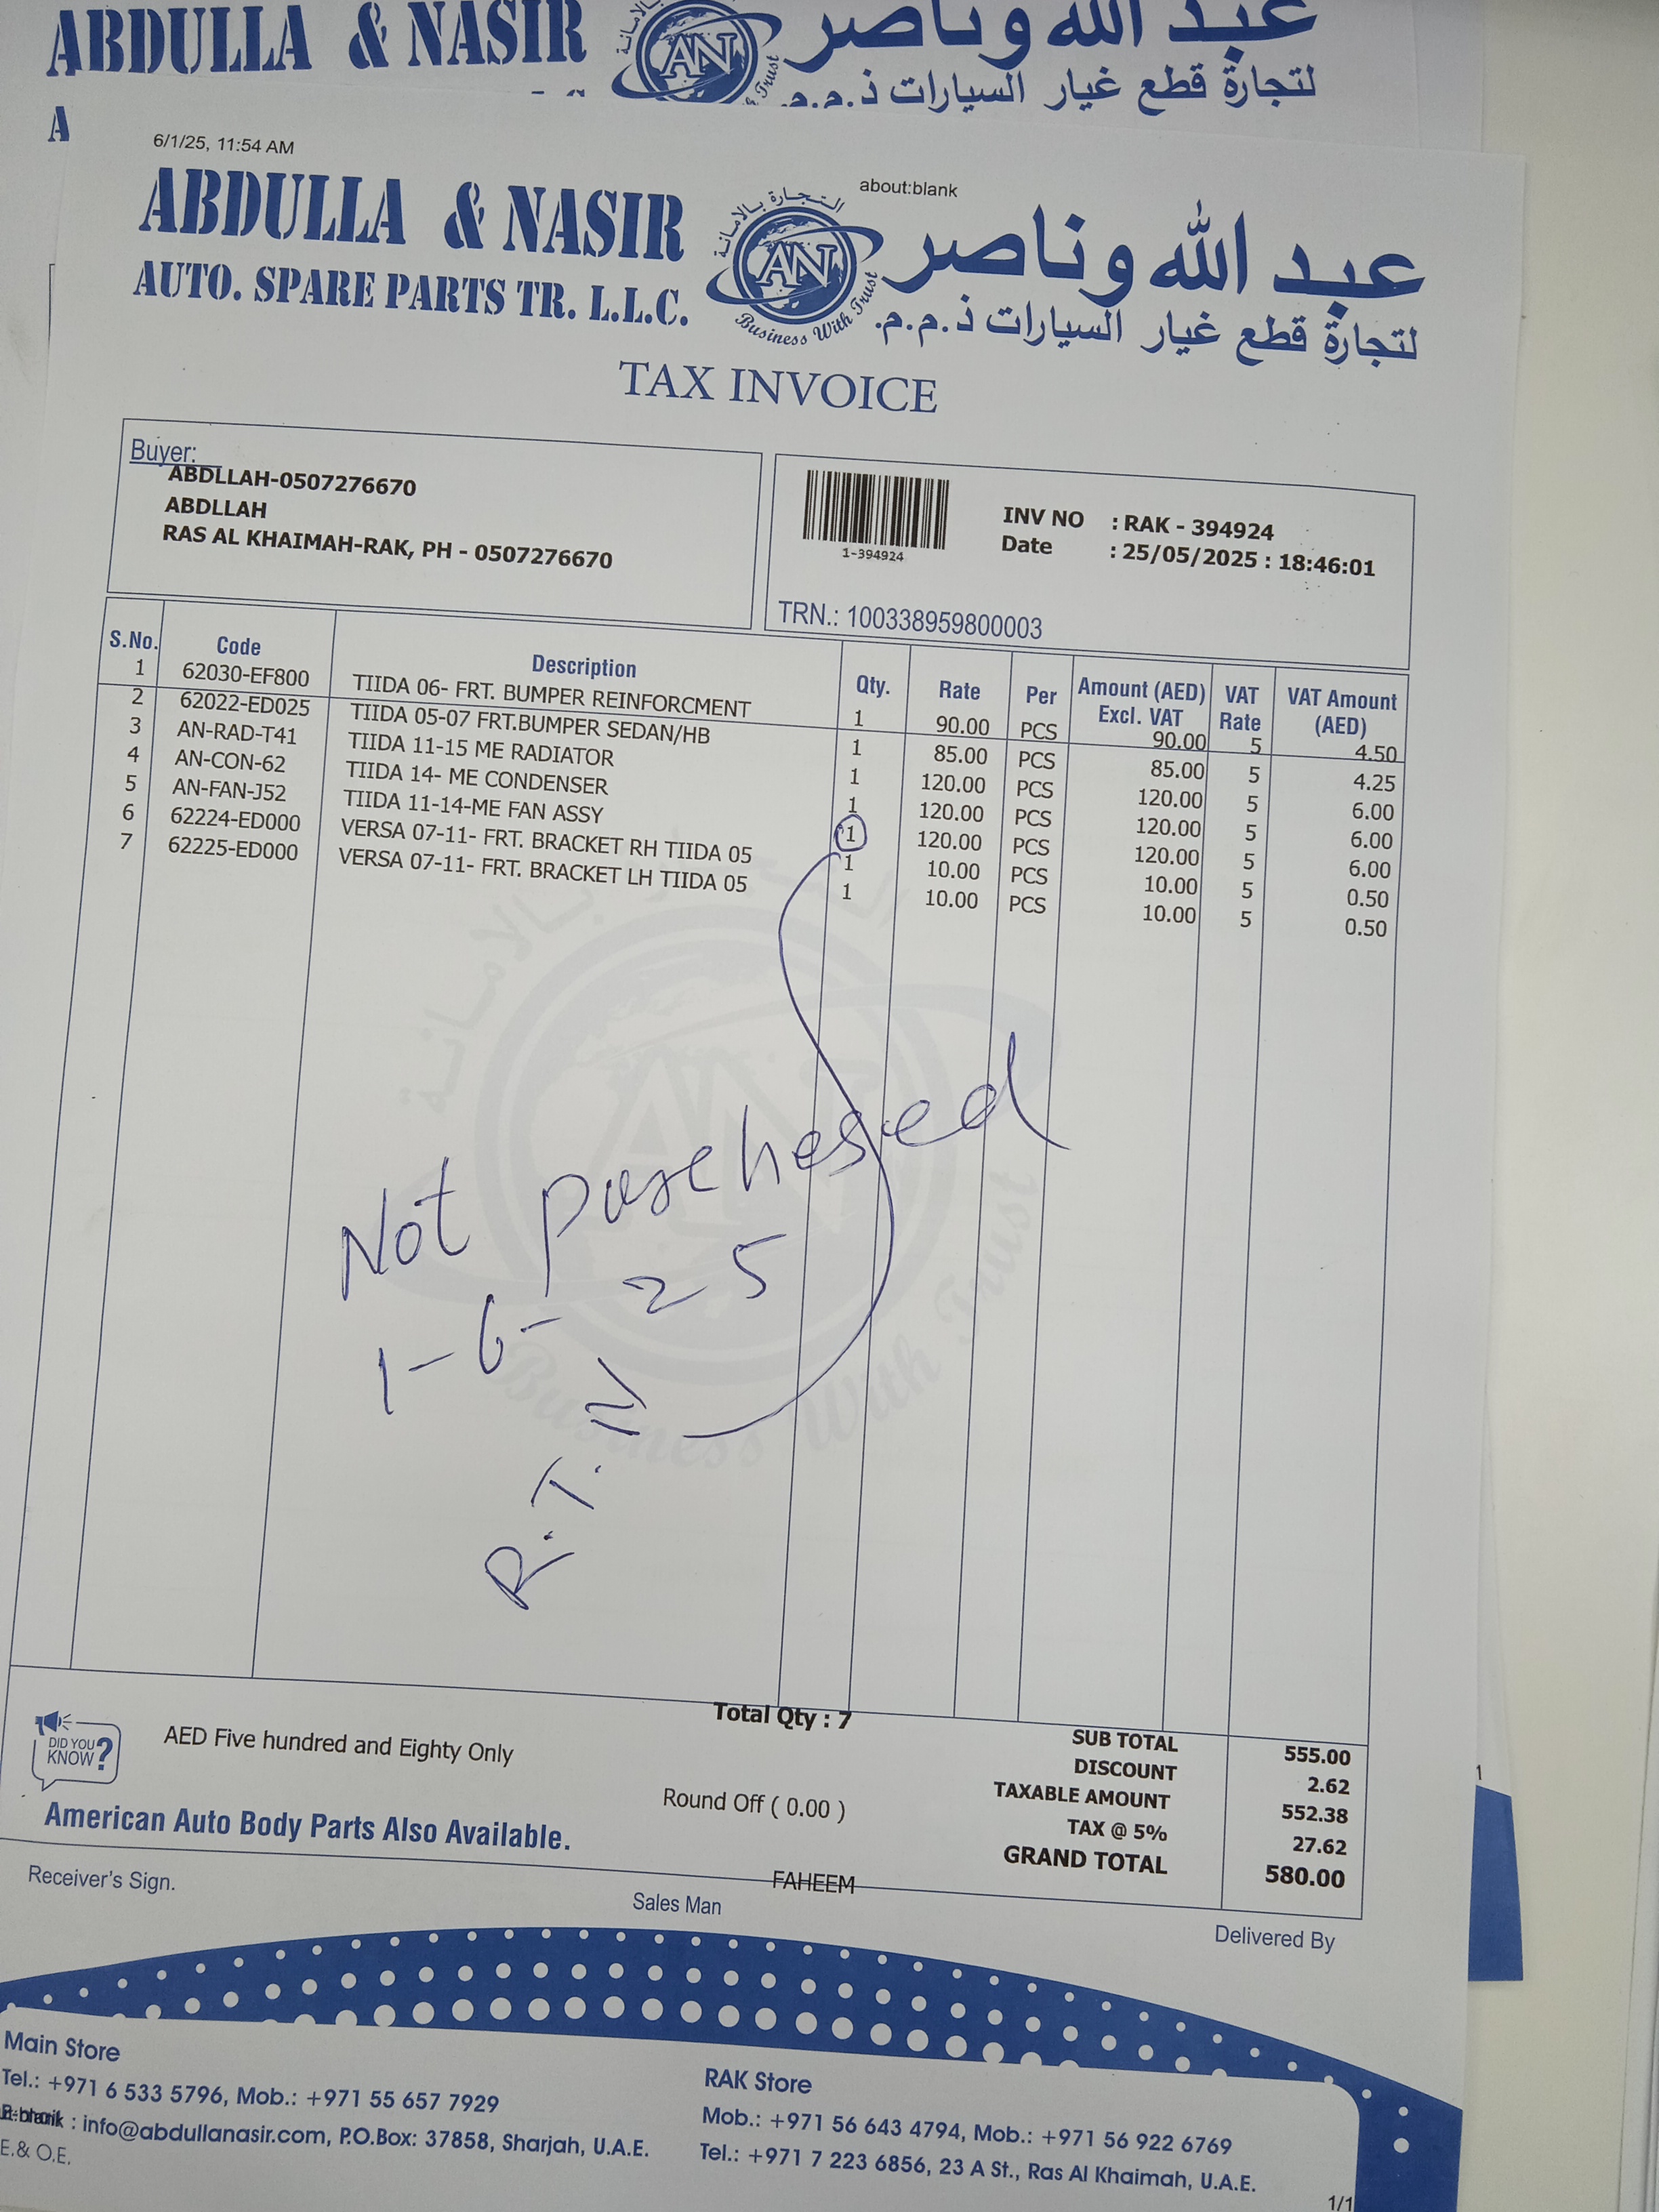 ABDULLA & NASIR
عبد الله وناصر
لتجارة قطع غيار السيارات ذ.م.م.
A
6/1/25, 11:54 AM
about:blank
ABDULLA & NASIR
AUTO. SPARE PARTS TR. L.L.C.
التجارة بالامانة
AN
Business With Trust
عبد الله وناصر
لتجارة قطع غيار السيارات ذ.م.م.
TAX INVOICE
Buyer:
ABDLLAH-0507276670
ABDLLAH
RAS AL KHAIMAH-RAK, PH - 0507276670
1-394924
INV NO : RAK - 394924
Date : 25/05/2025 : 18:46:01
TRN.: 100338959800003
S.No. Code Description Qty. Rate Per Amount (AED) Excl. VAT VAT Rate VAT Amount (AED)
1 62030-EF800 TIIDA 06- FRT. BUMPER REINFORCMENT 1 90.00 PCS 90.00 5 4.50
2 62022-ED025 TIIDA 05-07 FRT.BUMPER SEDAN/HB 1 85.00 PCS 85.00 5 4.25
3 AN-RAD-T41 TIIDA 11-15 ME RADIATOR 1 120.00 PCS 120.00 5 6.00
4 AN-CON-62 TIIDA 14- ME CONDENSER 1 120.00 PCS 120.00 5 6.00
5 AN-FAN-J52 TIIDA 11-14-ME FAN ASSY 1 120.00 PCS 120.00 5 6.00
6 62224-ED000 VERSA 07-11- FRT. BRACKET RH TIIDA 05 1 10.00 PCS 10.00 5 0.50
7 62225-ED000 VERSA 07-11- FRT. BRACKET LH TIIDA 05 1 10.00 PCS 10.00 5 0.50
Not purchesed
1-6-25
R.T.N
Total Qty : 7
DID YOU KNOW?
AED Five hundred and Eighty Only
Round Off ( 0.00 )
SUB TOTAL 555.00
DISCOUNT 2.62
TAXABLE AMOUNT 552.38
TAX @ 5% 27.62
GRAND TOTAL 580.00
American Auto Body Parts Also Available.
Receiver's Sign.
FAHEEM
Sales Man
Delivered By
Main Store
Tel.: +971 6 533 5796, Mob.: +971 55 657 7929
: info@abdullanasir.com, P.O.Box: 37858, Sharjah, U.A.E.
E.& O.E.
RAK Store
Mob.: +971 56 643 4794, Mob.: +971 56 922 6769
Tel.: +971 7 223 6856, 23 A St., Ras Al Khaimah, U.A.E.
1/1